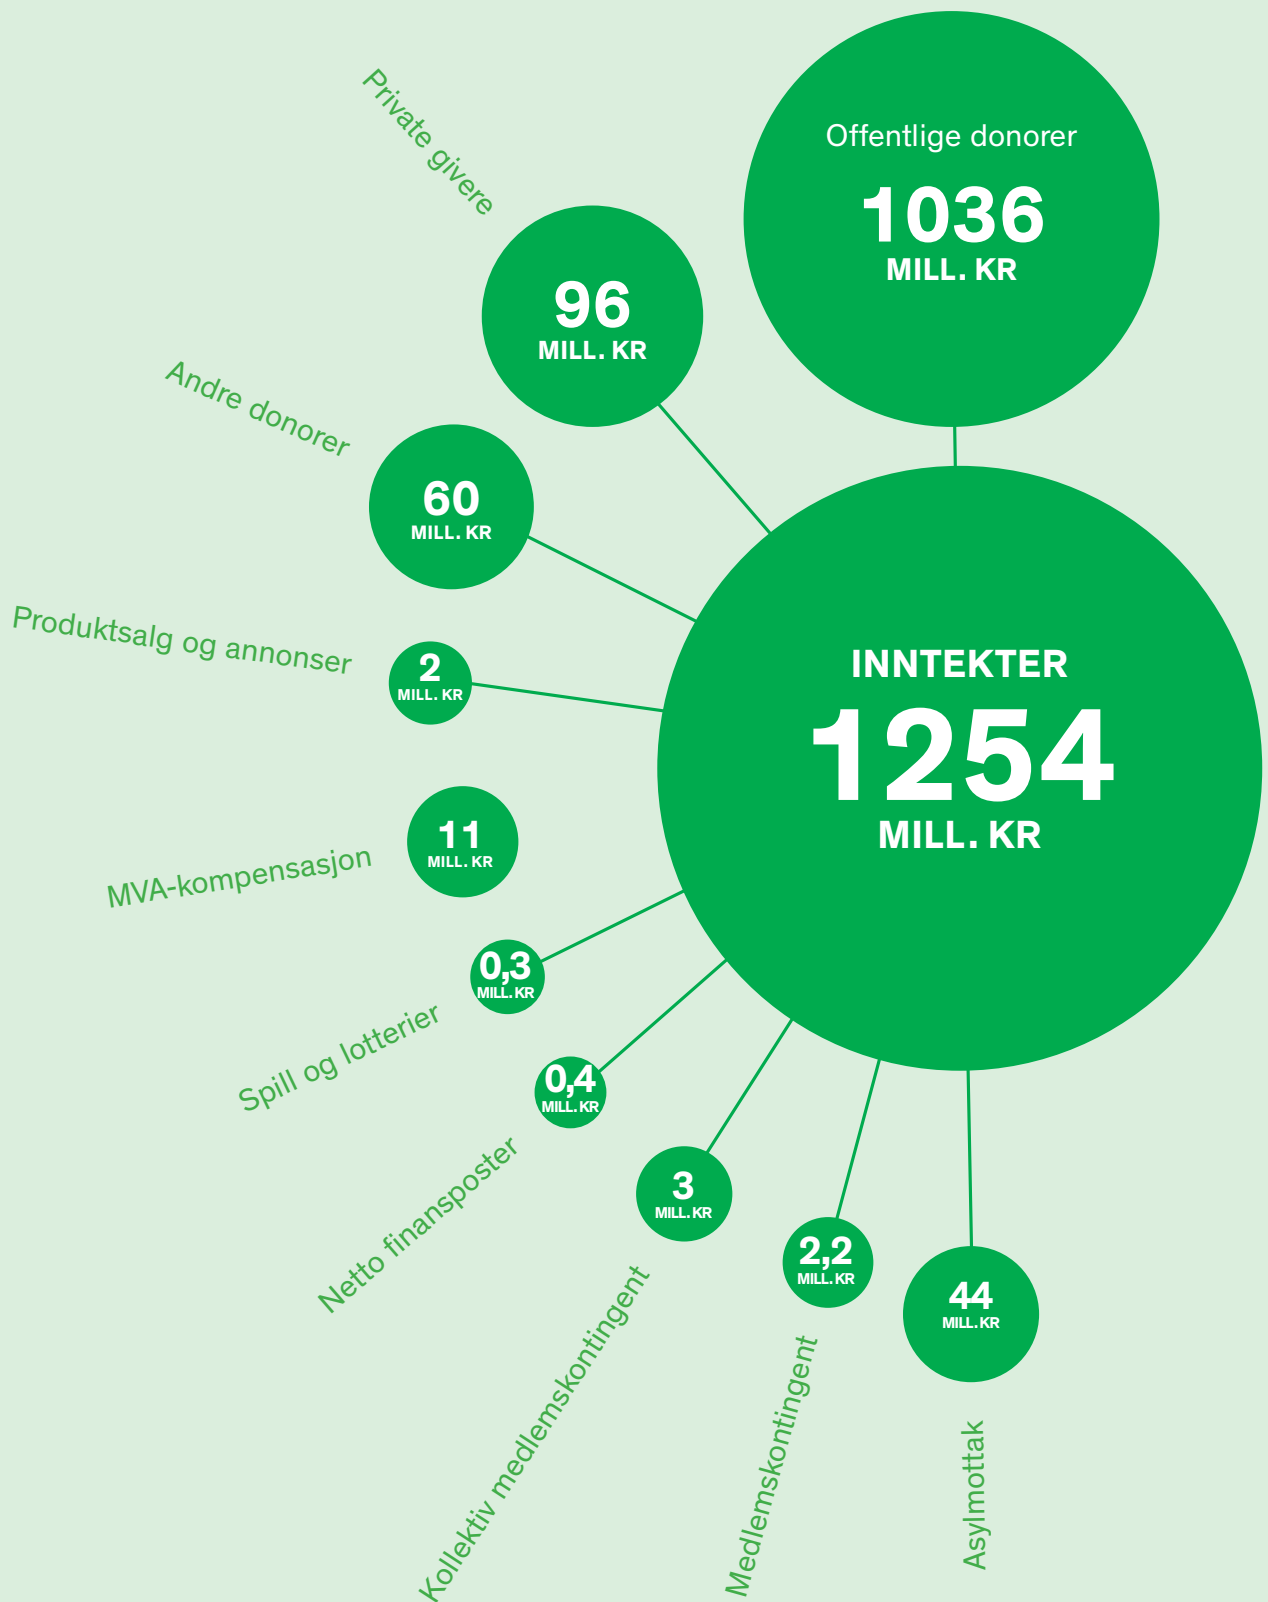 Offentlige donorer
1036
MILL. KR
Private givere
96
MILL. KR
Andre donorer
60
MILL. KR
Produktsalg og annonser
2
MILL. KR
INNTEKTER
1254
MILL. KR
MVA-kompensasjon
11
MILL. KR
Spill og lotterier
0,3
MILL. KR
Netto finansposter
0,4
MILL. KR
Kollektiv medlemskontingent
3
MILL. KR
Medlemskontingent
2,2
MILL. KR
Asylmottak
44
MILL. KR